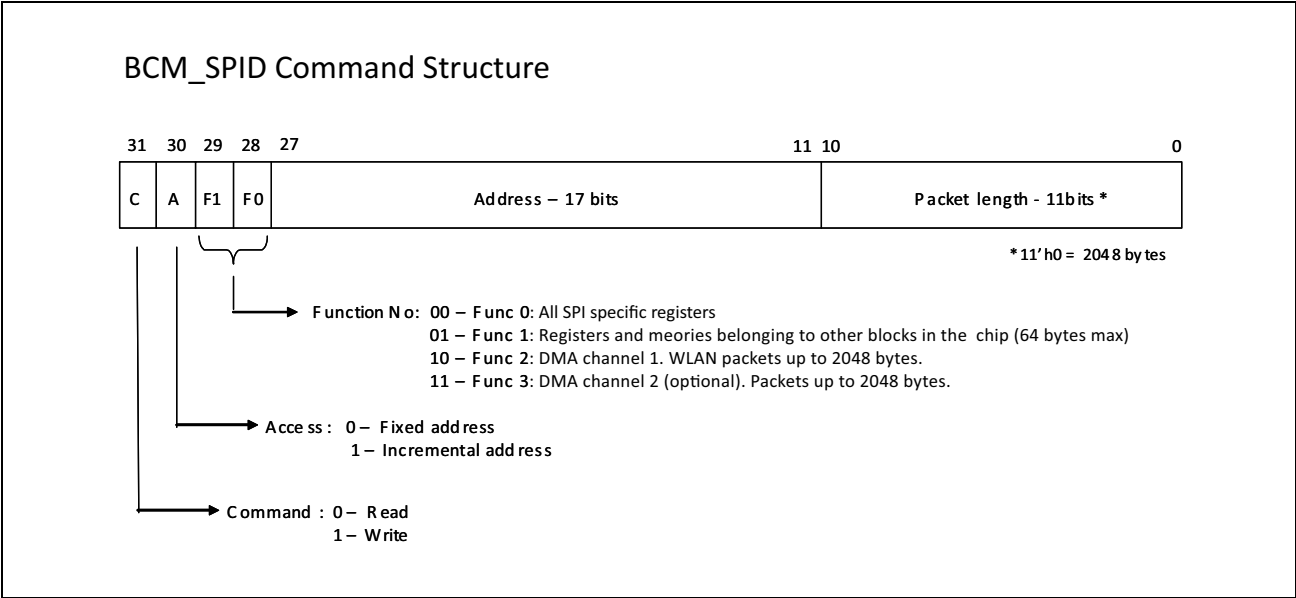 BCM_SPID Command Structure
31 30 29 28 27 11 10 0
C A F1 F0 Address – 17 bits Packet length - 11bits *
*11'h0 = 2048 bytes
Function No: 00 – Func 0: All SPI specific registers
01 – Func 1: Registers and meories belonging to other blocks in the chip (64 bytes max)
10 – Func 2: DMA channel 1. WLAN packets up to 2048 bytes.
11 – Func 3: DMA channel 2 (optional). Packets up to 2048 bytes.
Access: 0 – Fixed address
1 – Incremental address
Command : 0 – Read
1 – Write